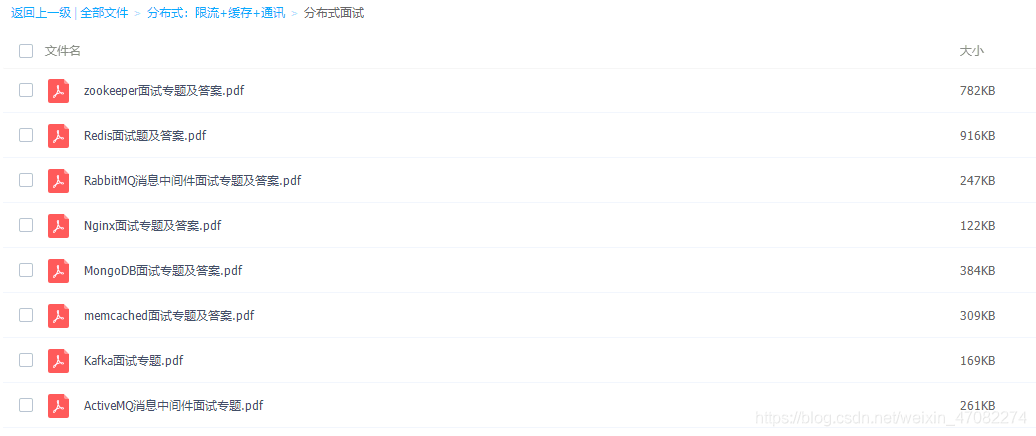 返回上一级 | 全部文件 > 分布式：限流+缓存+通讯 > 分布式面试
文件名 大小
zookeeper面试专题及答案.pdf 782KB
Redis面试题及答案.pdf 916KB
RabbitMQ消息中间件面试专题及答案.pdf 247KB
Nginx面试专题及答案.pdf 122KB
MongoDB面试专题及答案.pdf 384KB
memcached面试专题及答案.pdf 309KB
Kafka面试专题.pdf 169KB
ActiveMQ消息中间件面试专题.pdf 261KB
https://blog.csdn.net/weixin_47082274